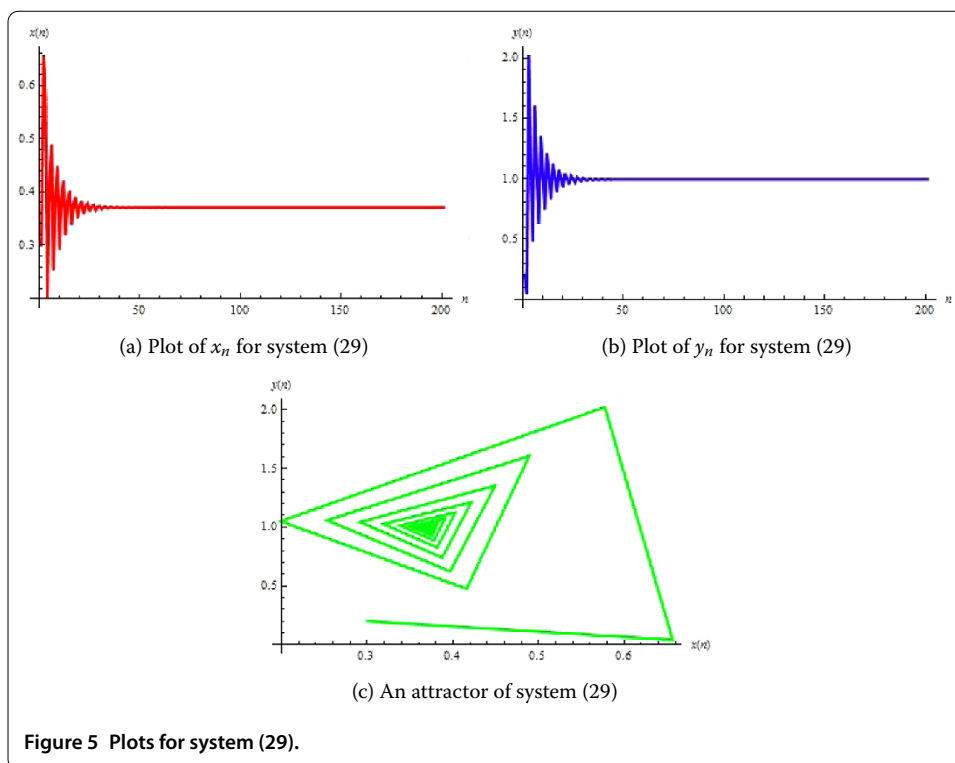 x(n)
0.6
0.5
0.4
0.3
50
100
150
200
n
(a) Plot of xₙ for system (29)
y(n)
2.0
1.5
1.0
0.5
50
100
150
200
n
(b) Plot of yₙ for system (29)
y(n)
2.0
1.5
1.0
0.5
0.3
0.4
0.5
0.6
x(n)
(c) An attractor of system (29)
Figure 5 Plots for system (29).